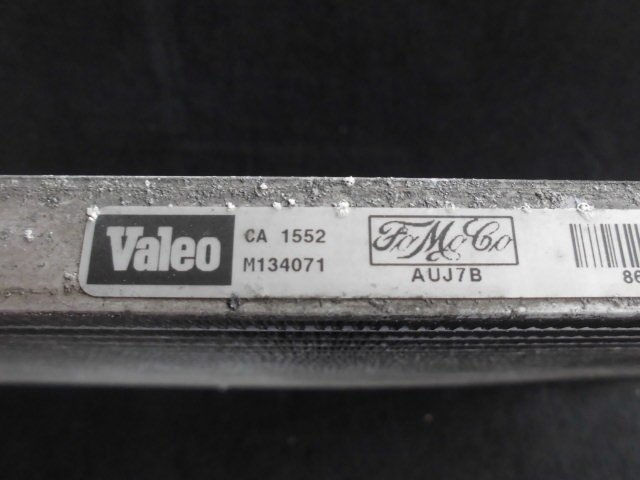 Valeo
CA 1552
M134071
FoMoCo
AUJ7B